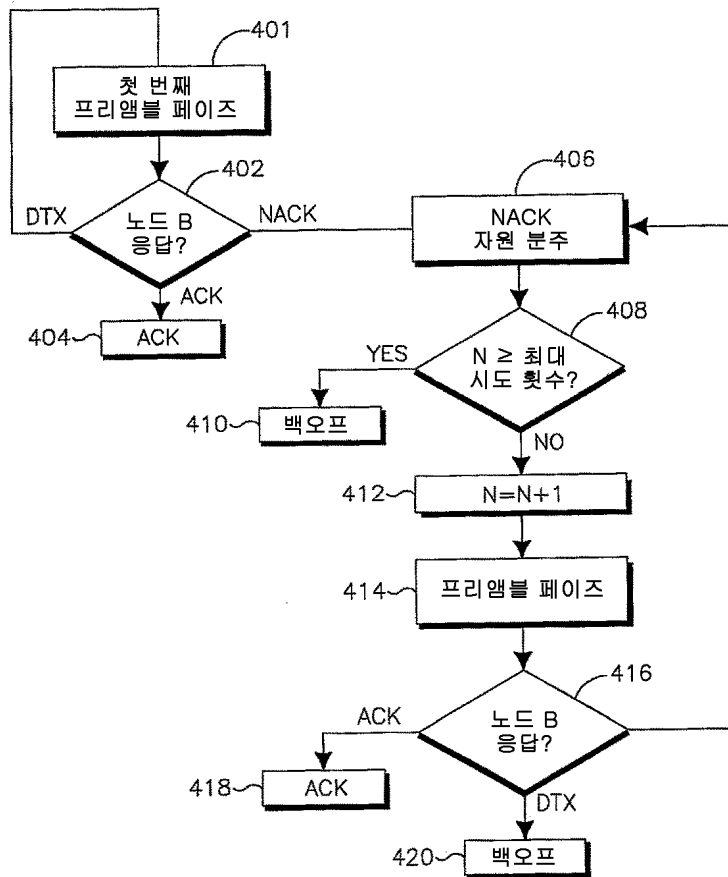 401
첫 번째
프리앰블 페이즈
402
DTX
노드 B
응답?
NACK
ACK
404
ACK
406
NACK
자원 분주
408
YES
N ≥ 최대
시도 횟수?
410
백오프
NO
412
N=N+1
414
프리앰블 페이즈
416
ACK
노드 B
응답?
418
ACK
DTX
420
백오프